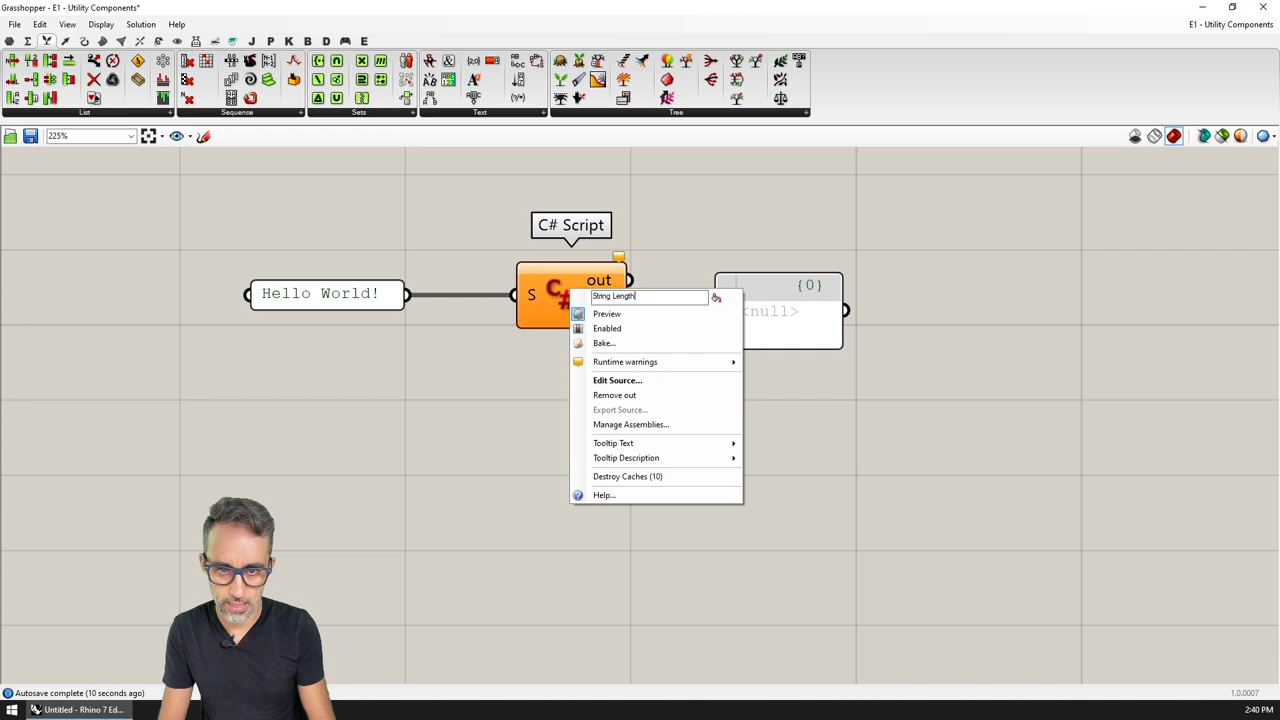 Grasshopper - E1 - Utility Components*
File Edit View Display Solution Help
E1 - Utility Components
J P K B D E
List Sequence Sets Text Tree
225%
C# Script
Hello World!
S
out
{0}
<null>
String Length
Preview
Enabled
Bake...
Runtime warnings
Edit Source...
Remove out
Export Source...
Manage Assemblies...
Tooltip Text
Tooltip Description
Destroy Caches (10)
Help...
Autosave complete (10 seconds ago)
1.0.0007
Untitled - Rhino 7 Ed...
2:40 PM